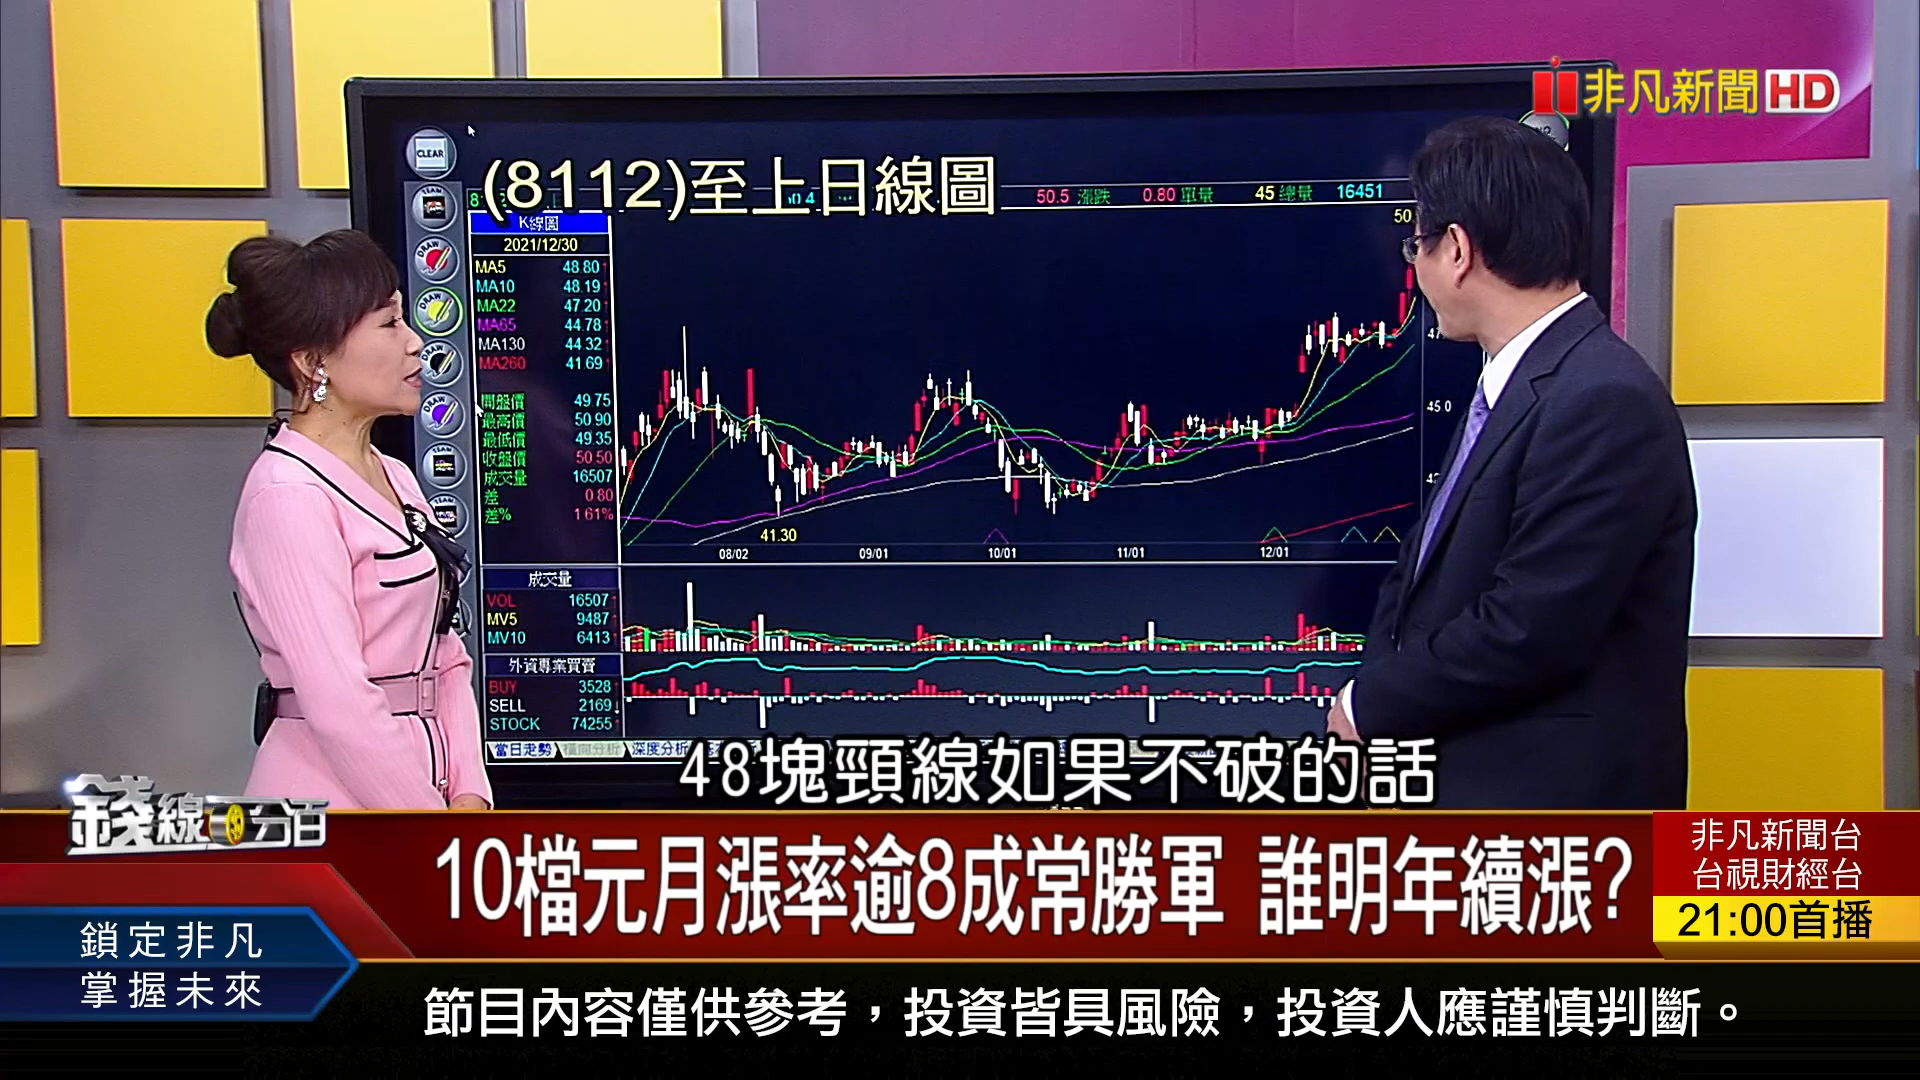 非凡新聞HD
CLEAR
(8112)至上日線圖
50.5 漲跌 0.80 單量 45 總量 16451
K線圖
2021/12/30
MA5 48.80
MA10 48.19
MA22 47.20
MA65 44.78
MA130 44.32
MA260 41.69
開盤價 49.75
最高價 50.90
最低價 49.35
收盤價 50.50
成交量 16507
差 0.80
差% 1.61%
45.0
41.30
08/02 09/01 10/01 11/01 12/01
成交量
VOL 16507
MV5 9487
MV10 6413
外資專業買賣
BUY 3528
SELL 2169
STOCK 74255
當日走勢 橫向分析 深度分析
48塊頸線如果不破的話
錢線百分百
10檔元月漲率逾8成常勝軍 誰明年續漲?
非凡新聞台
台視財經台
21:00首播
鎖定非凡
掌握未來
節目內容僅供參考，投資皆具風險，投資人應謹慎判斷。